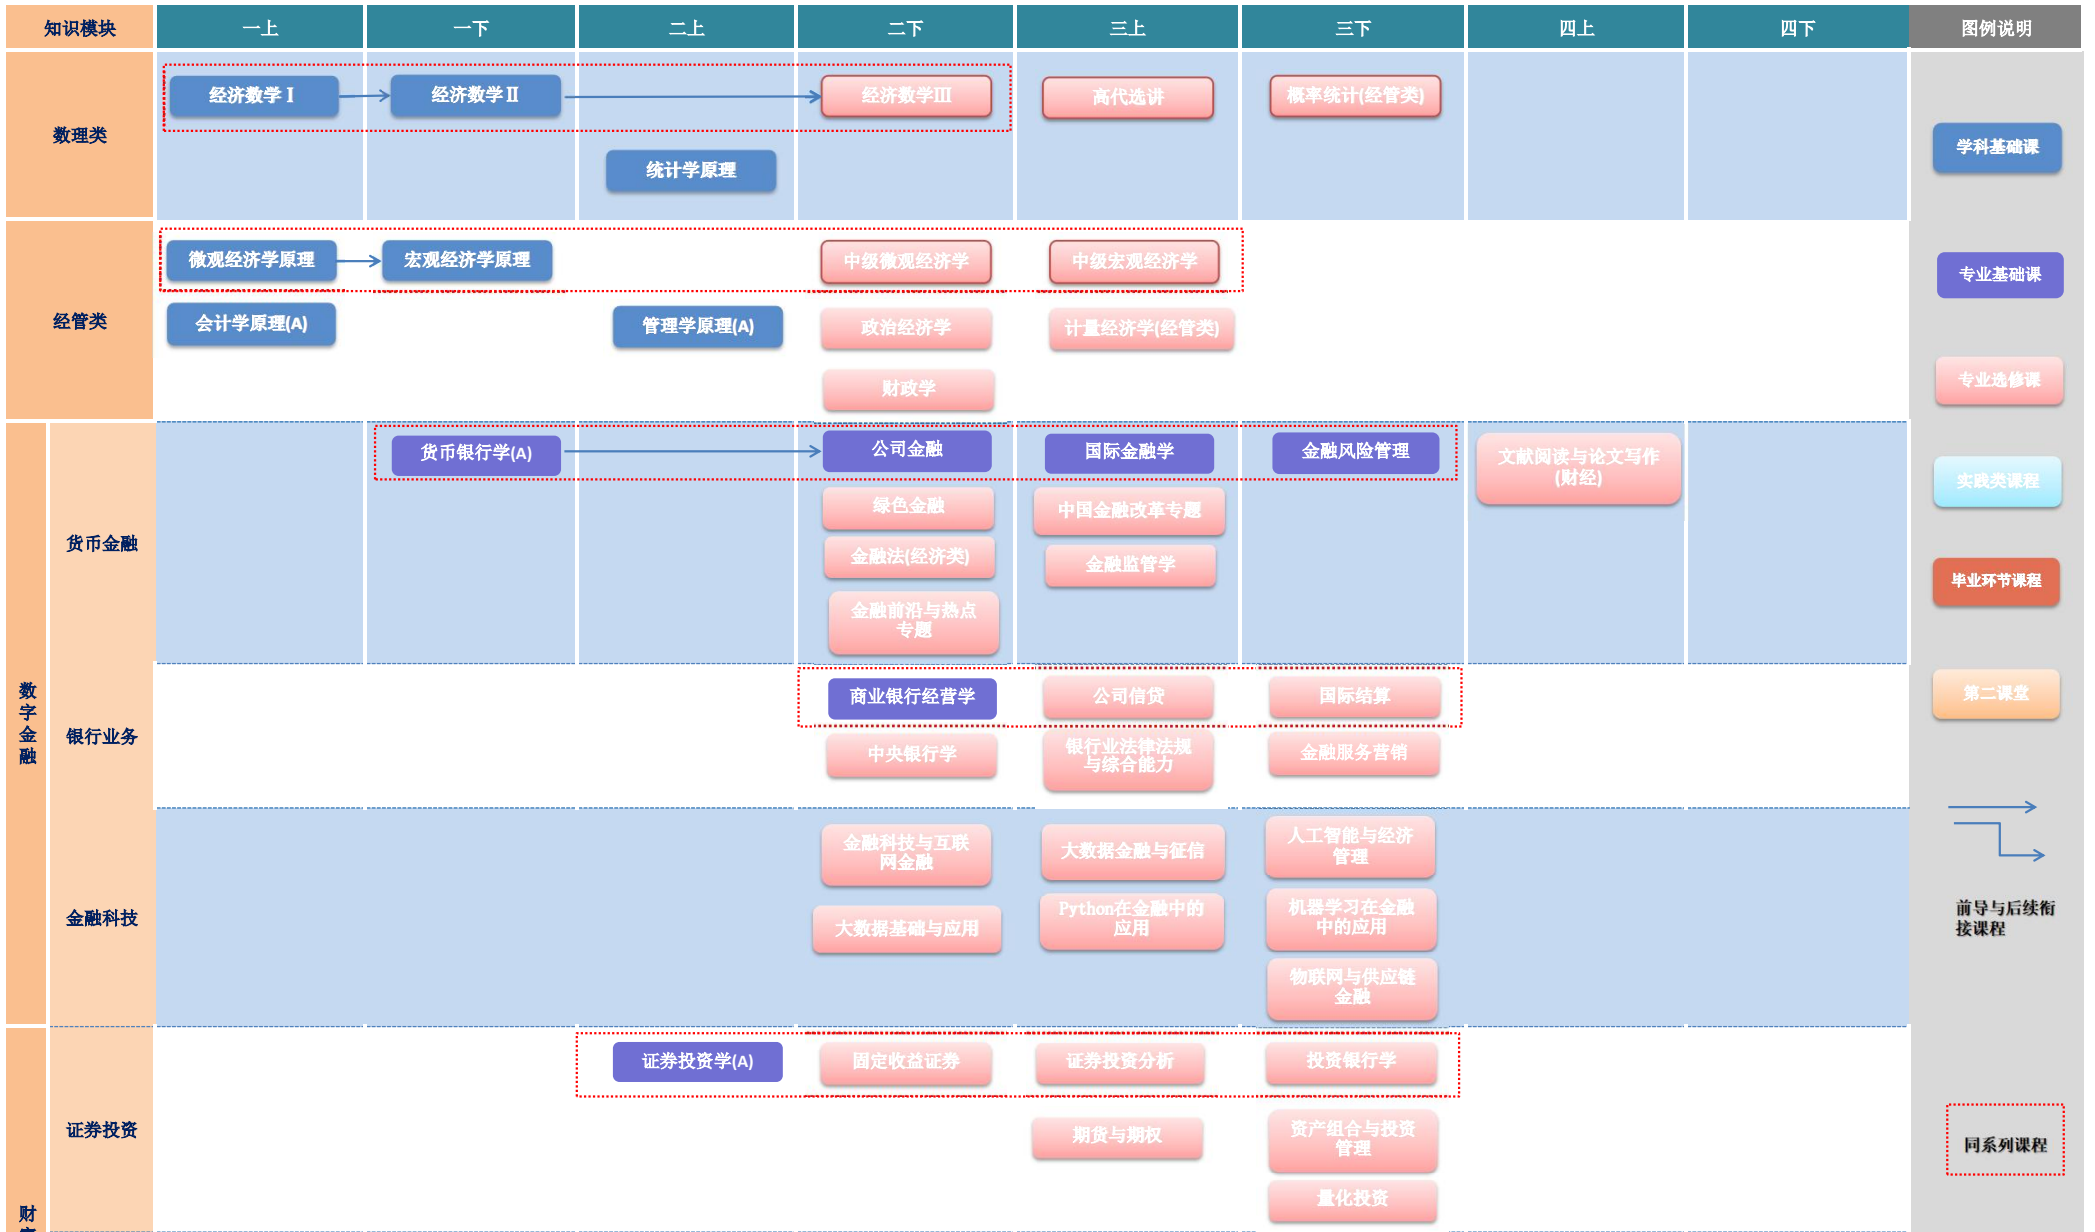 知识模块
一上
一下
二上
二下
三上
三下
四上
四下
图例说明
数理类
经济数学Ⅰ
经济数学Ⅱ
经济数学Ⅲ
高代选讲
概率统计(经管类)
统计学原理
学科基础课
经管类
微观经济学原理
宏观经济学原理
中级微观经济学
中级宏观经济学
会计学原理(A)
管理学原理(A)
政治经济学
计量经济学(经管类)
财政学
专业基础课
专业选修课
数字金融
货币金融
货币银行学(A)
公司金融
国际金融学
金融风险管理
文献阅读与论文写作
(财经)
绿色金融
中国金融改革专题
金融法(经济类)
金融监管学
金融前沿与热点
专题
实践类课程
毕业环节课程
银行业务
商业银行经营学
公司信贷
国际结算
中央银行学
银行业法律法规
与综合能力
金融服务营销
第二课堂
金融科技
金融科技与互联
网金融
大数据金融与征信
人工智能与经济
管理
大数据基础与应用
Python在金融中的
应用
机器学习在金融
中的应用
物联网与供应链
金融
前导与后续衔
接课程
财
证券投资
证券投资学(A)
固定收益证券
证券投资分析
投资银行学
期货与期权
资产组合与投资
管理
量化投资
同系列课程